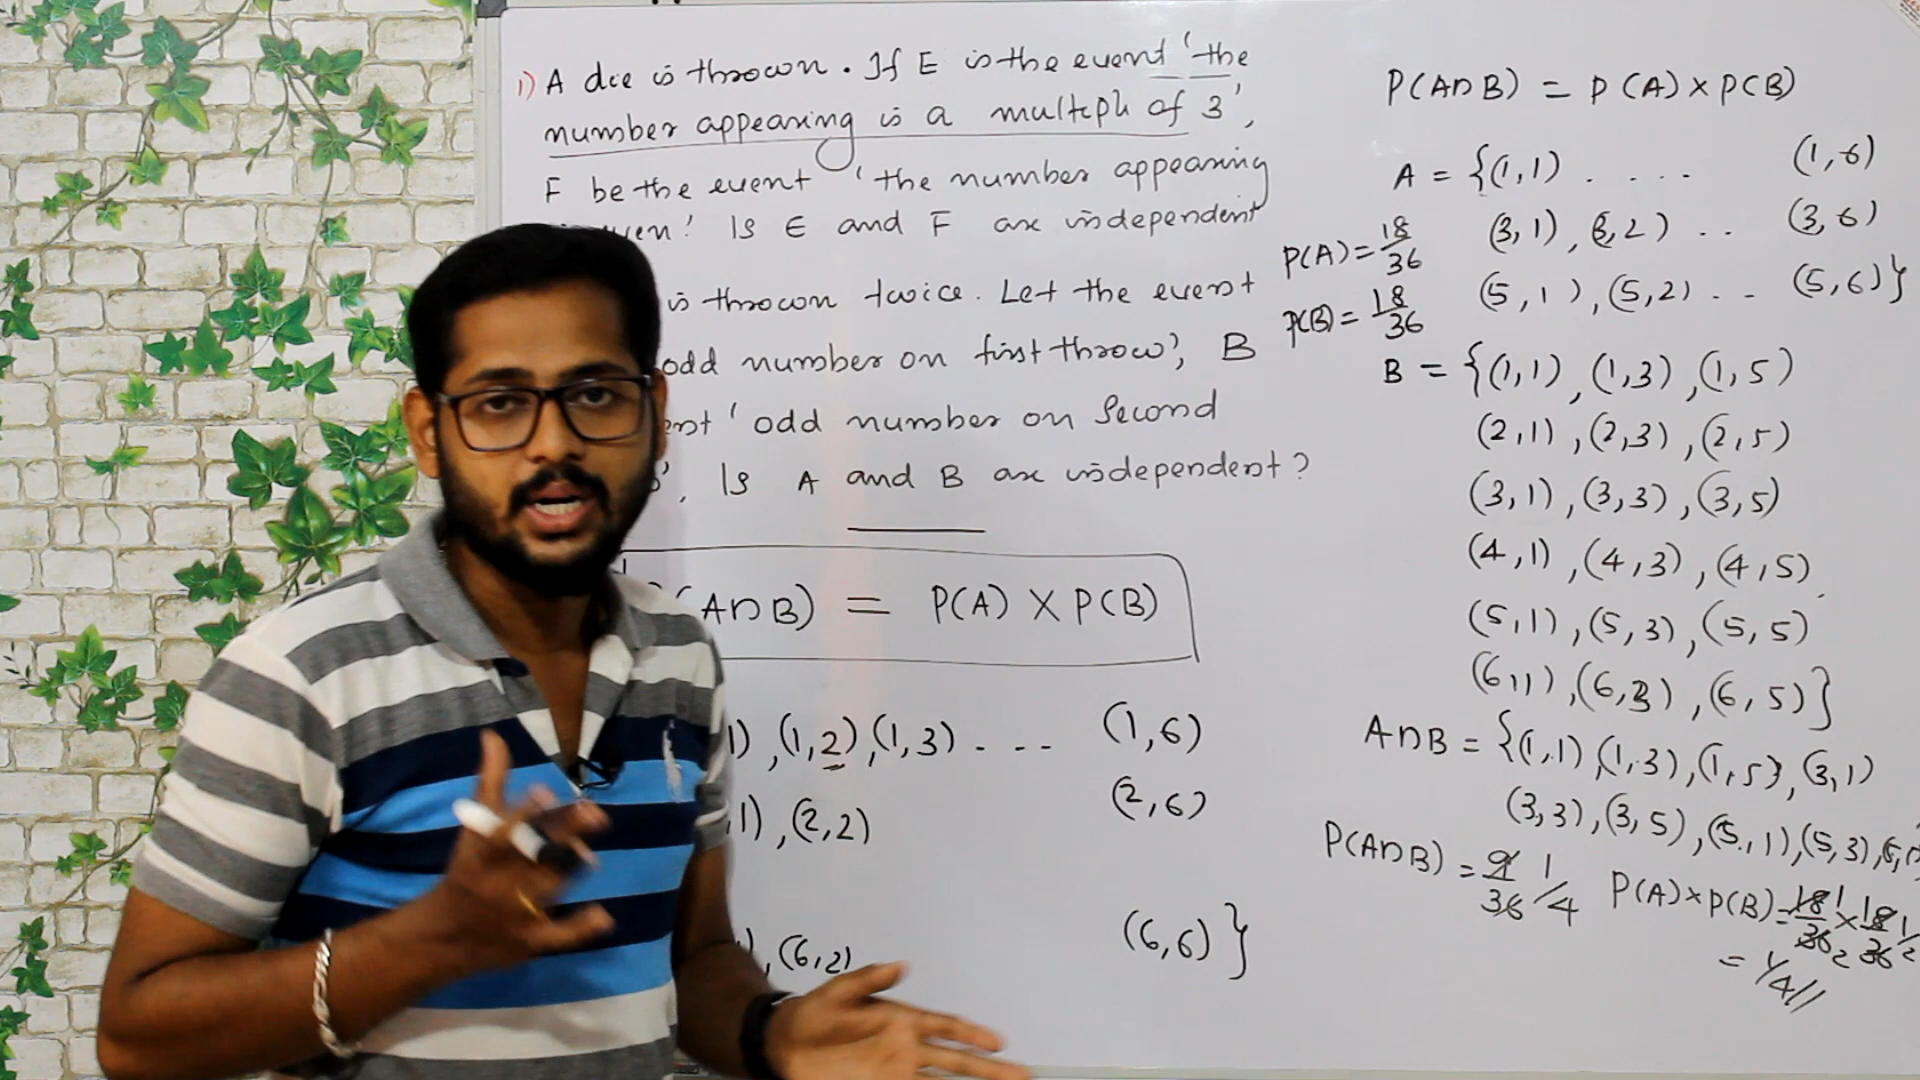 1) A die is thrown. If E is the event 'the
number appearing is a multiple of 3',
F be the event 'the number appearing
Is E and F are independent
is thrown twice. Let the event
odd number on first throw', B
'odd number on Second
Is A and B are independent?
(A∩B) = P(A) X P(B)
1) ,(1,2) ,(1,3) . - - (1,6)
1) ,(2,2) (2,6)
,(6,2) (6,6) }
P(A∩B) = P(A) × P(B)
A = {(1,1) . . . . (1,6)
(3,1) , (3,2) .. (3,6)
P(A)= 18/36
(5,1) ,(5,2) .. (5,6)}
P(B)= 18/36
B = {(1,1) ,(1,3) ,(1,5)
(2,1) ,(2,3) ,(2,5)
(3,1) ,(3,3) ,(3,5)
(4,1) ,(4,3) ,(4,5)
(5,1) ,(5,3) ,(5,5)
(6,1) ,(6,3) ,(6,5)}
A∩B = {(1,1) ,(1,3) ,(1,5) , (3,1)
(3,3) ,(3,5) ,(5,1) ,(5,3) ,
P(A∩B) = 9/36 1/4
P(A)×P(B) = 18/36 × 18/36
= 1/4 //